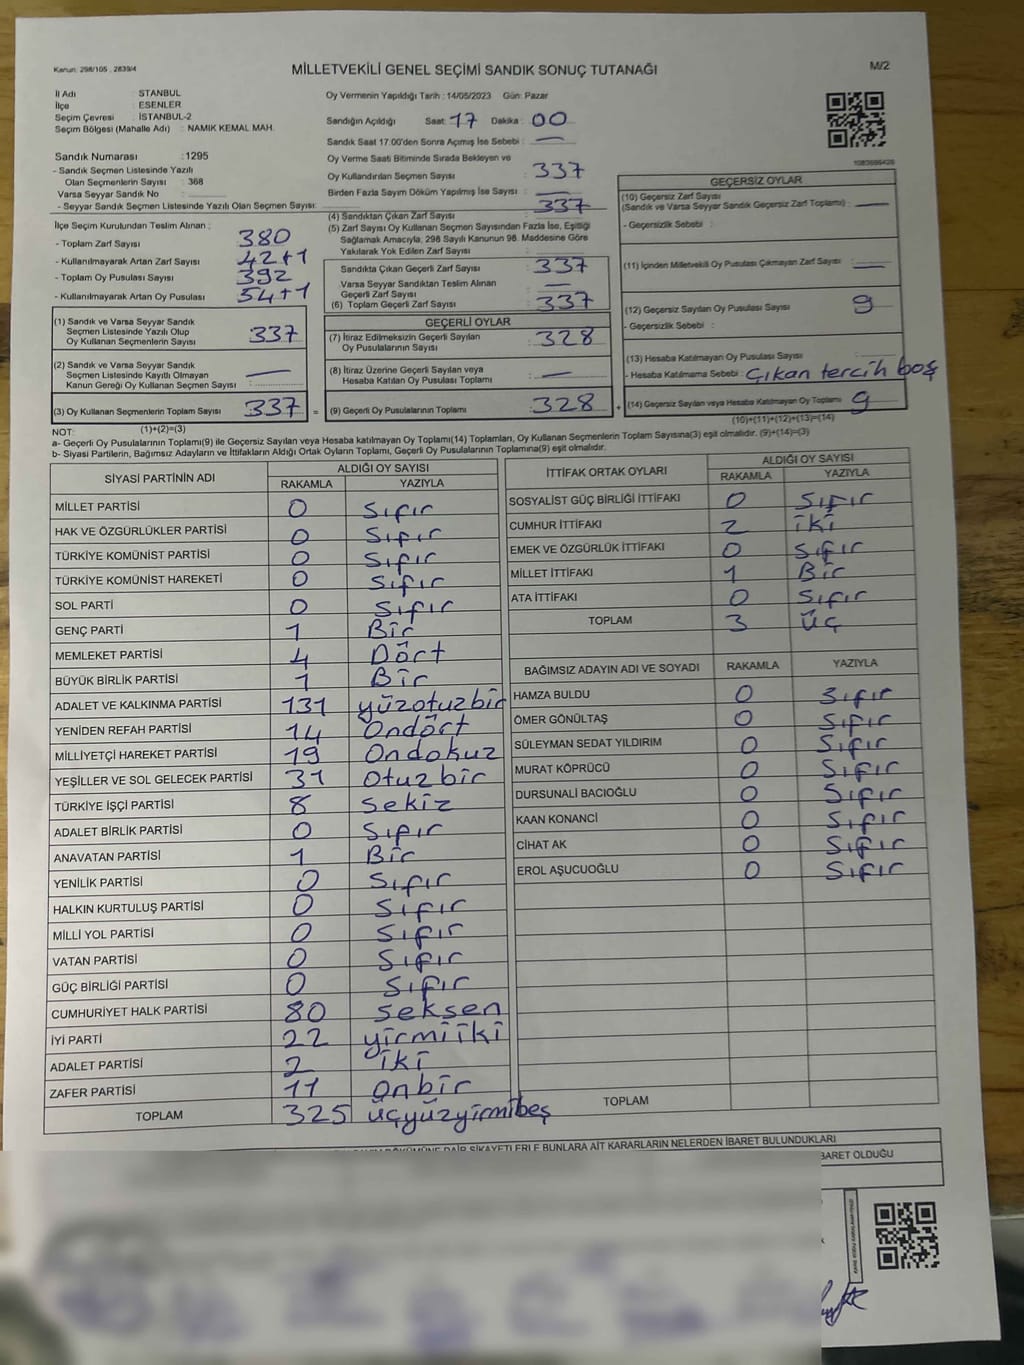 Kanun: 298/105 , 2839/4
MİLLETVEKİLİ GENEL SEÇİMİ SANDIK SONUÇ TUTANAĞI
M/2
İl Adı : STANBUL
İlçe : ESENLER
Seçim Çevresi : İSTANBUL-2
Seçim Bölgesi (Mahalle Adı) : NAMIK KEMAL MAH.
Sandık Numarası : 1295
- Sandık Seçmen Listesinde Yazılı
Olan Seçmenlerin Sayısı : 368
Varsa Seyyar Sandık No
- Seyyar Sandık Seçmen Listesinde Yazılı Olan Seçmen Sayısı:
İlçe Seçim Kurulundan Teslim Alınan ;
- Toplam Zarf Sayısı 380
- Kullanılmayarak Artan Zarf Sayısı 42+1
- Toplam Oy Pusulası Sayısı 392
- Kullanılmayarak Artan Oy Pusulası 54+1
(1) Sandık ve Varsa Seyyar Sandık
Seçmen Listesinde Yazılı Olup
Oy Kullanan Seçmenlerin Sayısı 337
(2) Sandık ve Varsa Seyyar Sandık
Seçmen Listesinde Kayıtlı Olmayan
Kanun Gereği Oy Kullanan Seçmen Sayısı : —
(3) Oy Kullanan Seçmenlerin Toplam Sayısı 337 =
(1)+(2)=(3)
Oy Vermenin Yapıldığı Tarih : 14/05/2023 Gün: Pazar
Sandığın Açıldığı Saat: 17 Dakika : 00
Sandık Saat 17:00'den Sonra Açılmış İse Sebebi : —
Oy Verme Saati Bitiminde Sırada Bekleyen ve
Oy Kullandırılan Seçmen Sayısı : 337
Birden Fazla Sayım Döküm Yapılmış İse Sayısı : —
(4) Sandıktan Çıkan Zarf Sayısı : 337
(5) Zarf Sayısı Oy Kullanan Seçmen Sayısından Fazla İse, Eşitliği
Sağlamak Amacıyla, 298 Sayılı Kanunun 98. Maddesine Göre
Yakılarak Yok Edilen Zarf Sayısı :
Sandıkta Çıkan Geçerli Zarf Sayısı : 337
Varsa Seyyar Sandıktan Teslim Alınan
Geçerli Zarf Sayısı : —
(6) Toplam Geçerli Zarf Sayısı : 337
GEÇERLİ OYLAR
(7) İtiraz Edilmeksizin Geçerli Sayılan
Oy Pusulalarının Sayısı : 328
(8) İtiraz Üzerine Geçerli Sayılan veya
Hesaba Katılan Oy Pusulası Toplamı : —
(9) Geçerli Oy Pusulalarının Toplamı : 328 +
1083666426
GEÇERSİZ OYLAR
(10) Geçersiz Zarf Sayısı
(Sandık ve Varsa Seyyar Sandık Geçersiz Zarf Toplamı) : —
- Geçersizlik Sebebi :
(11) İçinden Milletvekili Oy Pusulası Çıkmayan Zarf Sayısı : —
(12) Geçersiz Sayılan Oy Pusulası Sayısı : 9
- Geçersizlik Sebebi :
(13) Hesaba Katılmayan Oy Pusulası Sayısı
- Hesaba Katılmama Sebebi : çıkan tercih boş
(14) Geçersiz Sayılan veya Hesaba Katılmayan Oy Toplamı 9
(10)+(11)+(12)+(13)=(14)
NOT:
a- Geçerli Oy Pusulalarının Toplamı(9) ile Geçersiz Sayılan veya Hesaba katılmayan Oy Toplamı(14) Toplamları, Oy Kullanan Seçmenlerin Toplam Sayısına(3) eşit olmalıdır. (9)+(14)=(3)
b- Siyasi Partilerin, Bağımsız Adayların ve İttifakların Aldığı Ortak Oyların Toplamı, Geçerli Oy Pusulalarının Toplamına(9) eşit olmalıdır.
SİYASİ PARTİNİN ADI ALDIĞI OY SAYISI
RAKAMLA YAZIYLA
MİLLET PARTİSİ 0 Sıfır
HAK VE ÖZGÜRLÜKLER PARTİSİ 0 Sıfır
TÜRKİYE KOMÜNİST PARTİSİ 0 Sıfır
TÜRKİYE KOMÜNİST HAREKETİ 0 Sıfır
SOL PARTİ 0 Sıfır
GENÇ PARTİ 1 Bir
MEMLEKET PARTİSİ 4 Dört
BÜYÜK BİRLİK PARTİSİ 1 Bir
ADALET VE KALKINMA PARTİSİ 131 yüzotuzbir
YENİDEN REFAH PARTİSİ 14 Ondört
MİLLİYETÇİ HAREKET PARTİSİ 19 Ondokuz
YEŞİLLER VE SOL GELECEK PARTİSİ 31 Otuzbir
TÜRKİYE İŞÇİ PARTİSİ 8 Sekiz
ADALET BİRLİK PARTİSİ 0 Sıfır
ANAVATAN PARTİSİ 1 Bir
YENİLİK PARTİSİ 0 Sıfır
HALKIN KURTULUŞ PARTİSİ 0 Sıfır
MİLLİ YOL PARTİSİ 0 Sıfır
VATAN PARTİSİ 0 Sıfır
GÜÇ BİRLİĞİ PARTİSİ 0 Sıfır
CUMHURİYET HALK PARTİSİ 80 seksen
İYİ PARTİ 22 yirmiiki
ADALET PARTİSİ 2 iki
ZAFER PARTİSİ 11 onbir
TOPLAM 325 üçyüzyirmibeş
İTTİFAK ORTAK OYLARI ALDIĞI OY SAYISI
RAKAMLA YAZIYLA
SOSYALİST GÜÇ BİRLİĞİ İTTİFAKI 0 Sıfır
CUMHUR İTTİFAKI 2 iki
EMEK VE ÖZGÜRLÜK İTTİFAKI 0 Sıfır
MİLLET İTTİFAKI 1 Bir
ATA İTTİFAKI 0 Sıfır
TOPLAM 3 üç
BAĞIMSIZ ADAYIN ADI VE SOYADI RAKAMLA YAZIYLA
HAMZA BULDU 0 Sıfır
ÖMER GÖNÜLTAŞ 0 Sıfır
SÜLEYMAN SEDAT YILDIRIM 0 Sıfır
MURAT KÖPRÜCÜ 0 Sıfır
DURSUNALİ BACIOĞLU 0 Sıfır
KAAN KONANCİ 0 Sıfır
CİHAT AK 0 Sıfır
EROL AŞUCUOĞLU 0 Sıfır
TOPLAM
DÖKÜMÜNE DAİR ŞİKAYETLERLE BUNLARA AİT KARARLARIN NELERDEN İBARET BULUNDUKLARI
BARET OLDUĞU